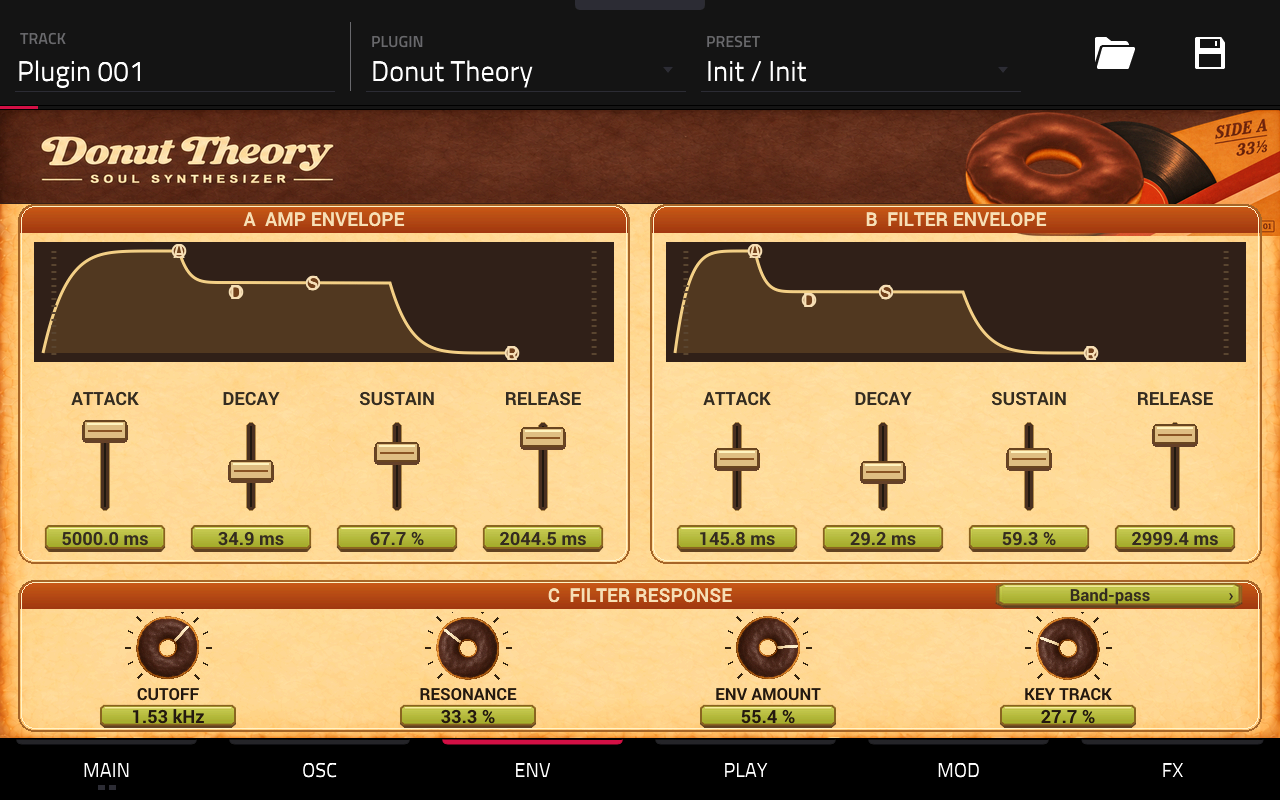 TRACK
Plugin 001
PLUGIN
Donut Theory
PRESET
Init / Init
Donut Theory
SOUL SYNTHESIZER
SIDE A
33⅓
01
A AMP ENVELOPE
B FILTER ENVELOPE
A
D
S
R
A
D
S
R
ATTACK DECAY SUSTAIN RELEASE
ATTACK DECAY SUSTAIN RELEASE
5000.0 ms 34.9 ms 67.7 % 2044.5 ms
145.8 ms 29.2 ms 59.3 % 2999.4 ms
C FILTER RESPONSE
Band-pass ›
CUTOFF RESONANCE ENV AMOUNT KEY TRACK
1.53 kHz 33.3 % 55.4 % 27.7 %
MAIN OSC ENV PLAY MOD FX